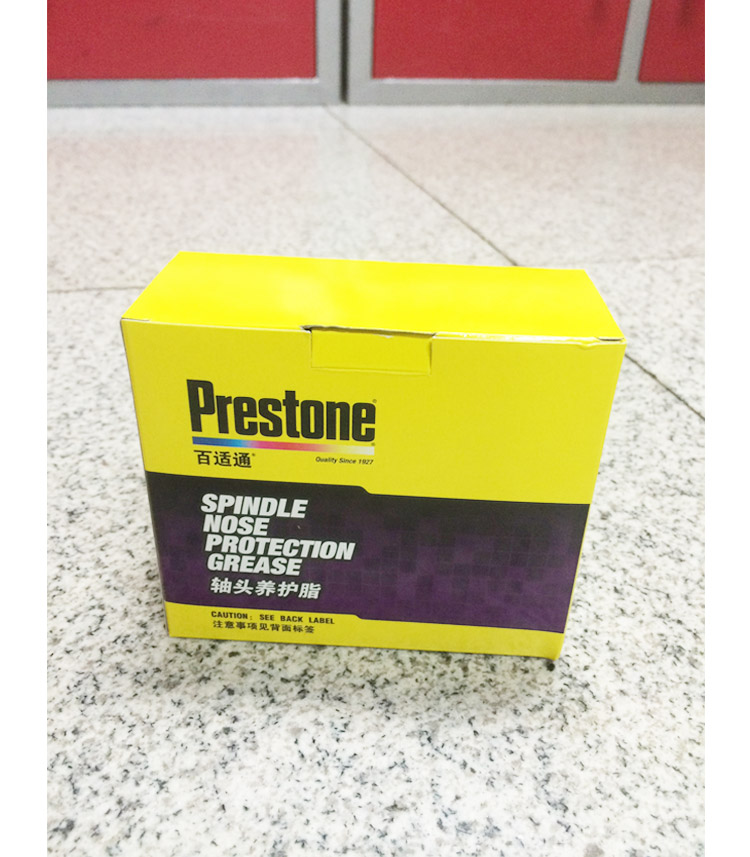 Prestone
百适通
Quality Since 1927
SPINDLE
NOSE
PROTECTION
GREASE
轴头养护脂
CAUTION: SEE BACK LABEL
注意事项见背面标签